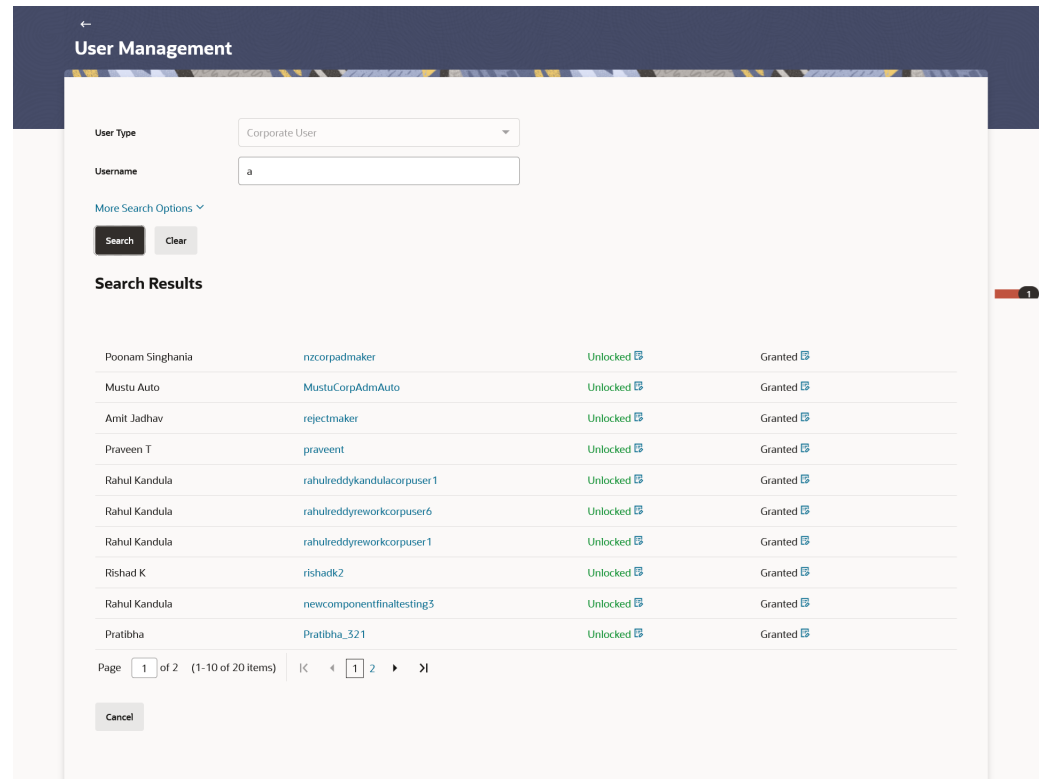 ←
User Management
User Type Corporate User
Username a
More Search Options
Search Clear
Search Results
1
Poonam Singhania nzcorpadmaker Unlocked Granted
Mustu Auto MustuCorpAdmAuto Unlocked Granted
Amit Jadhav rejectmaker Unlocked Granted
Praveen T praveent Unlocked Granted
Rahul Kandula rahulreddykandulacorpuser1 Unlocked Granted
Rahul Kandula rahulreddyreworkcorpuser6 Unlocked Granted
Rahul Kandula rahulreddyreworkcorpuser1 Unlocked Granted
Rishad K rishadk2 Unlocked Granted
Rahul Kandula newcomponentfinaltesting3 Unlocked Granted
Pratibha Pratibha_321 Unlocked Granted
Page 1 of 2 (1-10 of 20 items) 1 2
Cancel